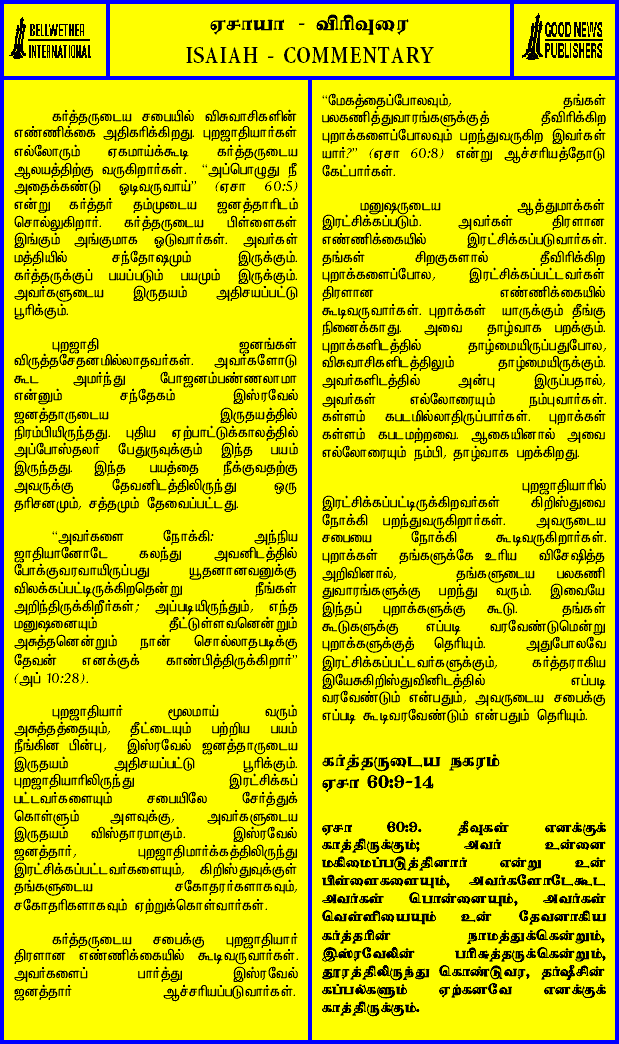 BELLWETHER
INTERNATIONAL
ஏசாயா - விரிவுரை
ISAIAH - COMMENTARY
GOOD NEWS
PUBLISHERS
கர்த்தருடைய சபையில் விசுவாசிகளின்
எண்ணிக்கை அதிகரிக்கிறது. புறஜாதியார்கள்
எல்லோரும் ஏகமாய்க்கூடி கர்த்தருடைய
ஆலயத்திற்கு வருகிறார்கள். “அப்பொழுது நீ
அதைக்கண்டு ஓடிவருவாய்” (ஏசா 60:5)
என்று கர்த்தர் தம்முடைய ஜனத்தாரிடம்
சொல்லுகிறார். கர்த்தருடைய பிள்ளைகள்
இங்கும் அங்குமாக ஓடுவார்கள். அவர்கள்
மத்தியில் சந்தோஷமும் இருக்கும்.
கர்த்தருக்குப் பயப்படும் பயமும் இருக்கும்.
அவர்களுடைய இருதயம் அதிசயப்பட்டு
பூரிக்கும்.
புறஜாதி ஜனங்கள்
விருத்தசேதனமில்லாதவர்கள். அவர்களோடு
கூட அமர்ந்து போஜனம்பண்ணலாமா
என்னும் சந்தேகம் இஸ்ரவேல்
ஜனத்தாருடைய இருதயத்தில்
நிரம்பியிருந்தது. புதிய ஏற்பாட்டுக்காலத்தில்
அப்போஸ்தலர் பேதுருவுக்கும் இந்த பயம்
இருந்தது. இந்த பயத்தை நீக்குவதற்கு
அவருக்கு தேவனிடத்திலிருந்து ஒரு
தரிசனமும், சத்தமும் தேவைப்பட்டது.
“அவர்களை நோக்கி: அந்நிய
ஜாதியானோடே கலந்து அவனிடத்தில்
போக்குவரவாயிருப்பது யூதனானவனுக்கு
விலக்கப்பட்டிருக்கிறதென்று நீங்கள்
அறிந்திருக்கிறீர்கள்; அப்படியிருந்தும், எந்த
மனுஷனையும் தீட்டுள்ளவனென்றும்
அசுத்தனென்றும் நான் சொல்லாதபடிக்கு
தேவன் எனக்குக் காண்பித்திருக்கிறார்”
(அப் 10:28).
புறஜாதியார் மூலமாய் வரும்
அசுத்தத்தையும், தீட்டையும் பற்றிய பயம்
நீங்கின பின்பு, இஸ்ரவேல் ஜனத்தாருடைய
இருதயம் அதிசயப்பட்டு பூரிக்கும்.
புறஜாதியாரிலிருந்து இரட்சிக்கப்
பட்டவர்களையும் சபையிலே சேர்த்துக்
கொள்ளும் அளவுக்கு, அவர்களுடைய
இருதயம் விஸ்தாரமாகும். இஸ்ரவேல்
ஜனத்தார், புறஜாதிமார்க்கத்திலிருந்து
இரட்சிக்கப்பட்டவர்களையும், கிறிஸ்துவுக்குள்
தங்களுடைய சகோதரர்களாகவும்,
சகோதரிகளாகவும் ஏற்றுக்கொள்வார்கள்.
கர்த்தருடைய சபைக்கு புறஜாதியார்
திரளான எண்ணிக்கையில் கூடிவருவார்கள்.
அவர்களைப் பார்த்து இஸ்ரவேல்
ஜனத்தார் ஆச்சரியப்படுவார்கள்.
“மேகத்தைப்போலவும், தங்கள்
பலகணித்துவாரங்களுக்குத் தீவிரிக்கிற
புறாக்களைப்போலவும் பறந்துவருகிற இவர்கள்
யார்?” (ஏசா 60:8) என்று ஆச்சரியத்தோடு
கேட்பார்கள்.
மனுஷருடைய ஆத்துமாக்கள்
இரட்சிக்கப்படும். அவர்கள் திரளான
எண்ணிக்கையில் இரட்சிக்கப்படுவார்கள்.
தங்கள் சிறகுகளால் தீவிரிக்கிற
புறாக்களைப்போல, இரட்சிக்கப்பட்டவர்கள்
திரளான எண்ணிக்கையில்
கூடிவருவார்கள். புறாக்கள் யாருக்கும் தீங்கு
நினைக்காது. அவை தாழ்வாக பறக்கும்.
புறாக்களிடத்தில் தாழ்மையிருப்பதுபோல,
விசுவாசிகளிடத்திலும் தாழ்மையிருக்கும்.
அவர்களிடத்தில் அன்பு இருப்பதால்,
அவர்கள் எல்லோரையும் நம்புவார்கள்.
கள்ளம் கபடமில்லாதிருப்பார்கள். புறாக்கள்
கள்ளம் கபடமற்றவை. ஆகையினால் அவை
எல்லோரையும் நம்பி, தாழ்வாக பறக்கிறது.
புறஜாதியாரில்
இரட்சிக்கப்பட்டிருக்கிறவர்கள் கிறிஸ்துவை
நோக்கி பறந்துவருகிறார்கள். அவருடைய
சபையை நோக்கி கூடிவருகிறார்கள்.
புறாக்கள் தங்களுக்கே உரிய விசேஷித்த
அறிவினால், தங்களுடைய பலகணி
துவாரங்களுக்கு பறந்து வரும். இவையே
இந்தப் புறாக்களுக்கு கூடு. தங்கள்
கூடுகளுக்கு எப்படி வரவேண்டுமென்று
புறாக்களுக்குத் தெரியும். அதுபோலவே
இரட்சிக்கப்பட்டவர்களுக்கும், கர்த்தராகிய
இயேசுகிறிஸ்துவினிடத்தில் எப்படி
வரவேண்டும் என்பதும், அவருடைய சபைக்கு
எப்படி கூடிவரவேண்டும் என்பதும் தெரியும்.
கர்த்தருடைய நகரம்
ஏசா 60:9-14
ஏசா 60:9. தீவுகள் எனக்குக்
காத்திருக்கும்; அவர் உன்னை
மகிமைப்படுத்தினார் என்று உன்
பிள்ளைகளையும், அவர்களோடேகூட
அவர்கள் பொன்னையும், அவர்கள்
வெள்ளியையும் உன் தேவனாகிய
கர்த்தரின் நாமத்துக்கென்றும்,
இஸ்ரவேலின் பரிசுத்தருக்கென்றும்,
தூரத்திலிருந்து கொண்டுவர, தர்ஷீசின்
கப்பல்களும் ஏற்கனவே எனக்குக்
காத்திருக்கும்.